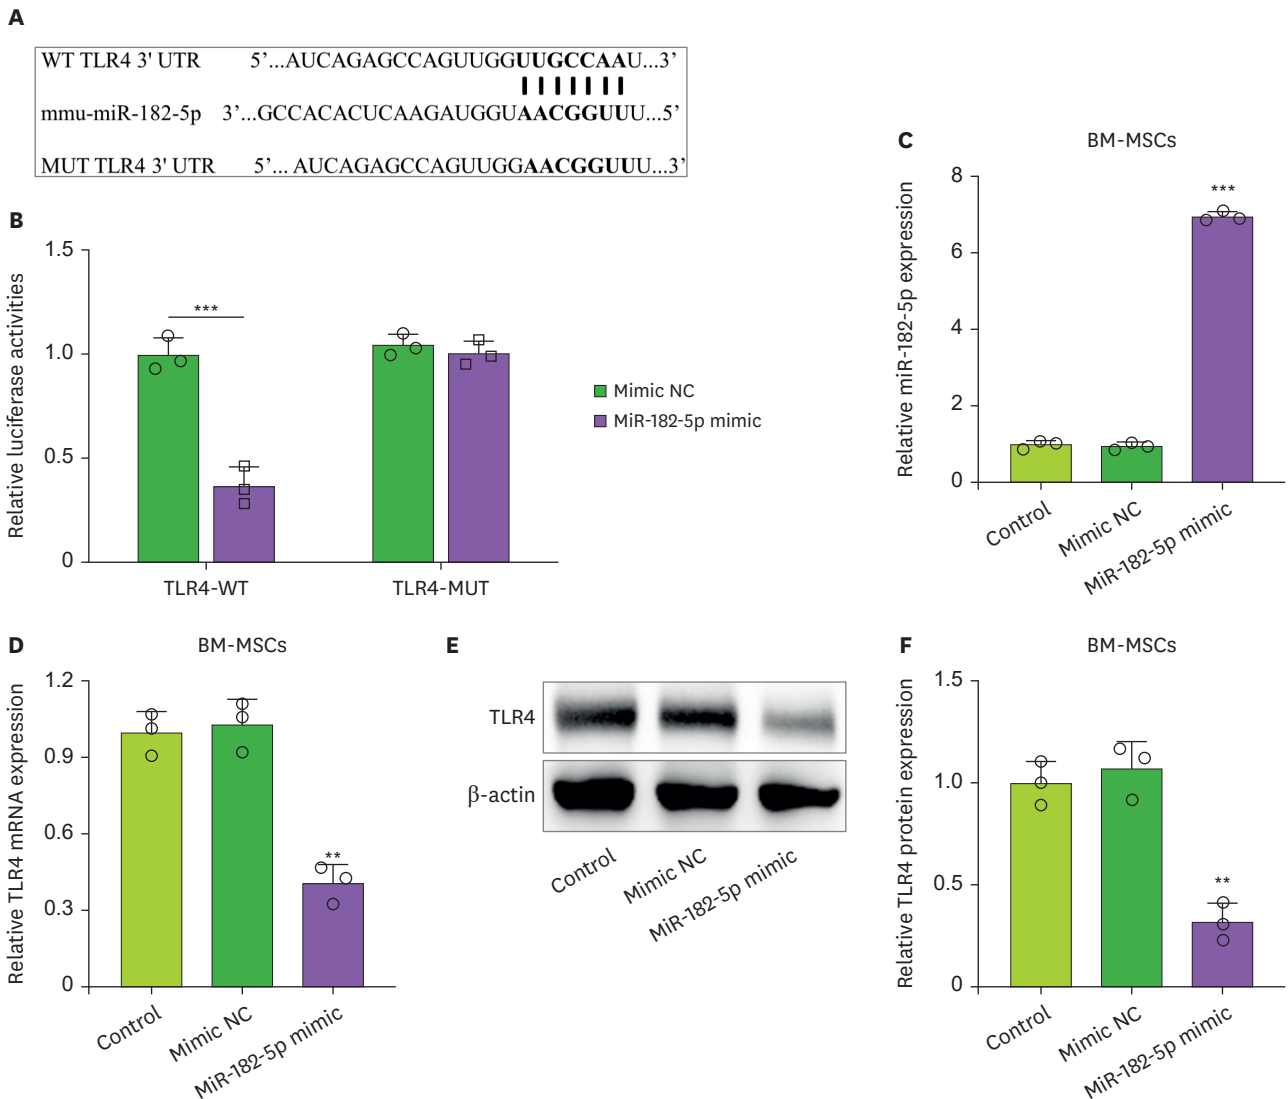 A
WT TLR4 3' UTR 5’...AUCAGAGCCAGUUGGUUGCCAAU...3’
mmu-miR-182-5p 3’...GCCACACUCAAGAUGGUAACGGUUU...5’
MUT TLR4 3' UTR 5’... AUCAGAGCCAGUUGGAACGGUUU...3’
B
Relative luciferase activities
1.5
1.0
0.5
0
***
TLR4-WT
TLR4-MUT
Mimic NC
MiR-182-5p mimic
C
BM-MSCs
Relative miR-182-5p expression
8
6
4
2
0
***
Control
Mimic NC
MiR-182-5p mimic
D
BM-MSCs
Relative TLR4 mRNA expression
1.2
0.9
0.6
0.3
0
**
Control
Mimic NC
MiR-182-5p mimic
E
TLR4
β-actin
Control
Mimic NC
MiR-182-5p mimic
F
BM-MSCs
Relative TLR4 protein expression
1.5
1.0
0.5
0
**
Control
Mimic NC
MiR-182-5p mimic